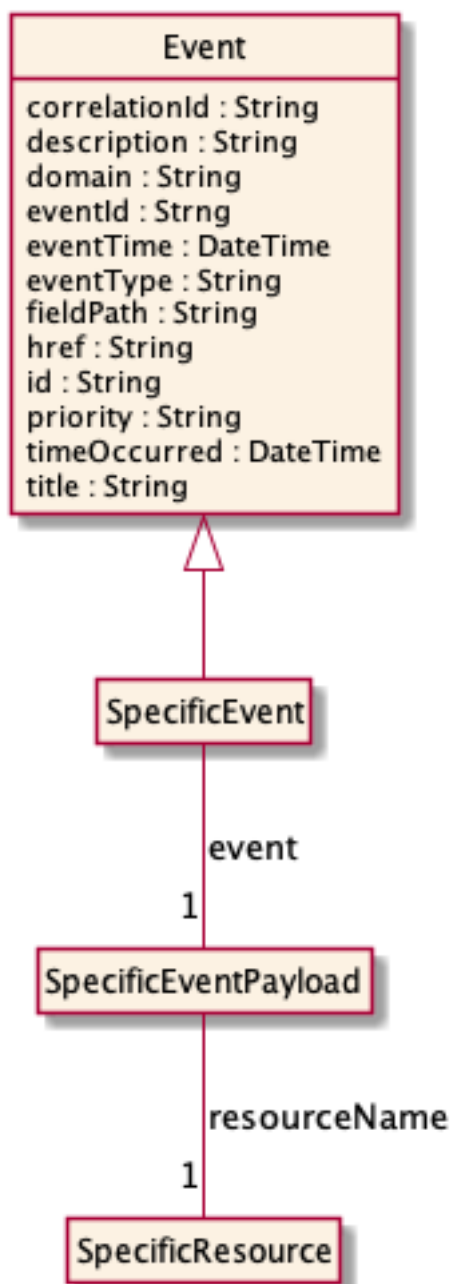 Event
correlationId : String
description : String
domain : String
eventId : Strng
eventTime : DateTime
eventType : String
fieldPath : String
href : String
id : String
priority : String
timeOccurred : DateTime
title : String
SpecificEvent
event
1
SpecificEventPayload
resourceName
1
SpecificResource